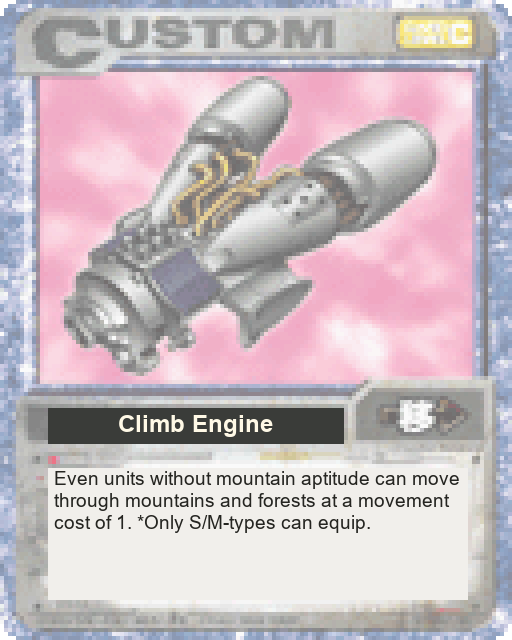 CUSTOM
C
Climb Engine
Even units without mountain aptitude can move
through mountains and forests at a movement
cost of 1. *Only S/M-types can equip.